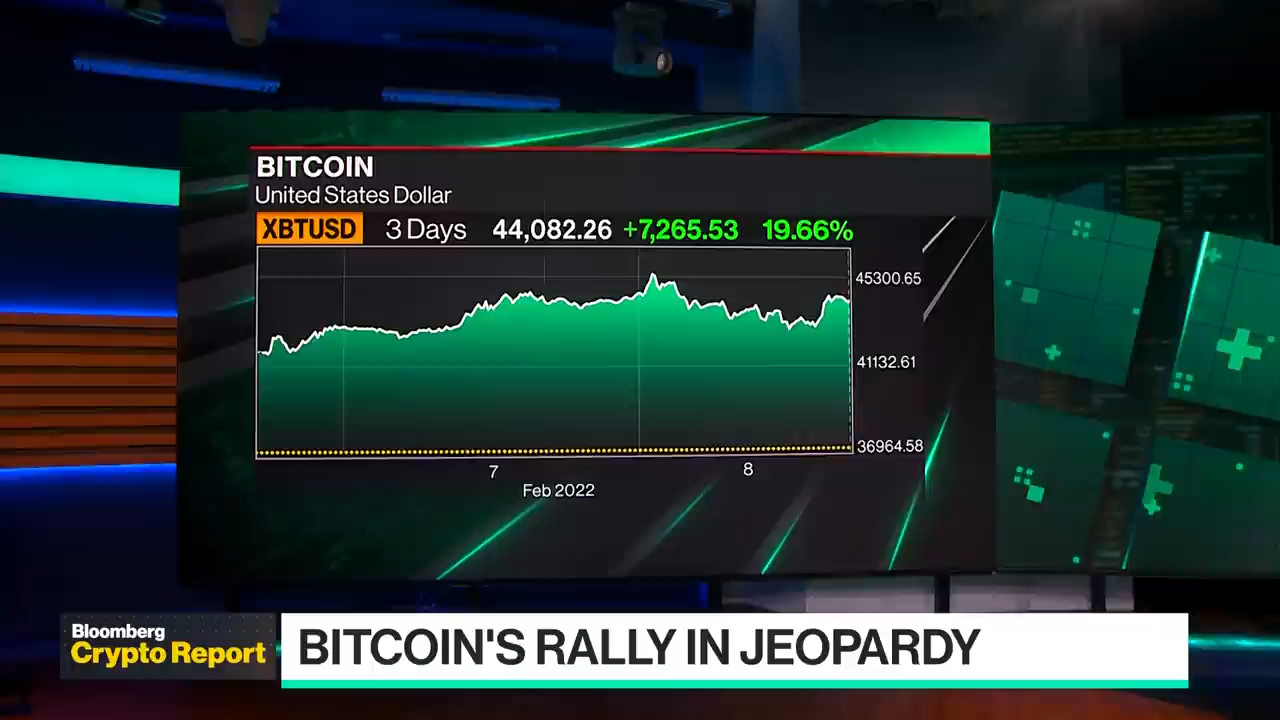 BITCOIN
United States Dollar
XBTUSD 3 Days 44,082.26 +7,265.53 19.66%
45300.65
41132.61
36964.58
7 8
Feb 2022
Bloomberg
Crypto Report
BITCOIN'S RALLY IN JEOPARDY